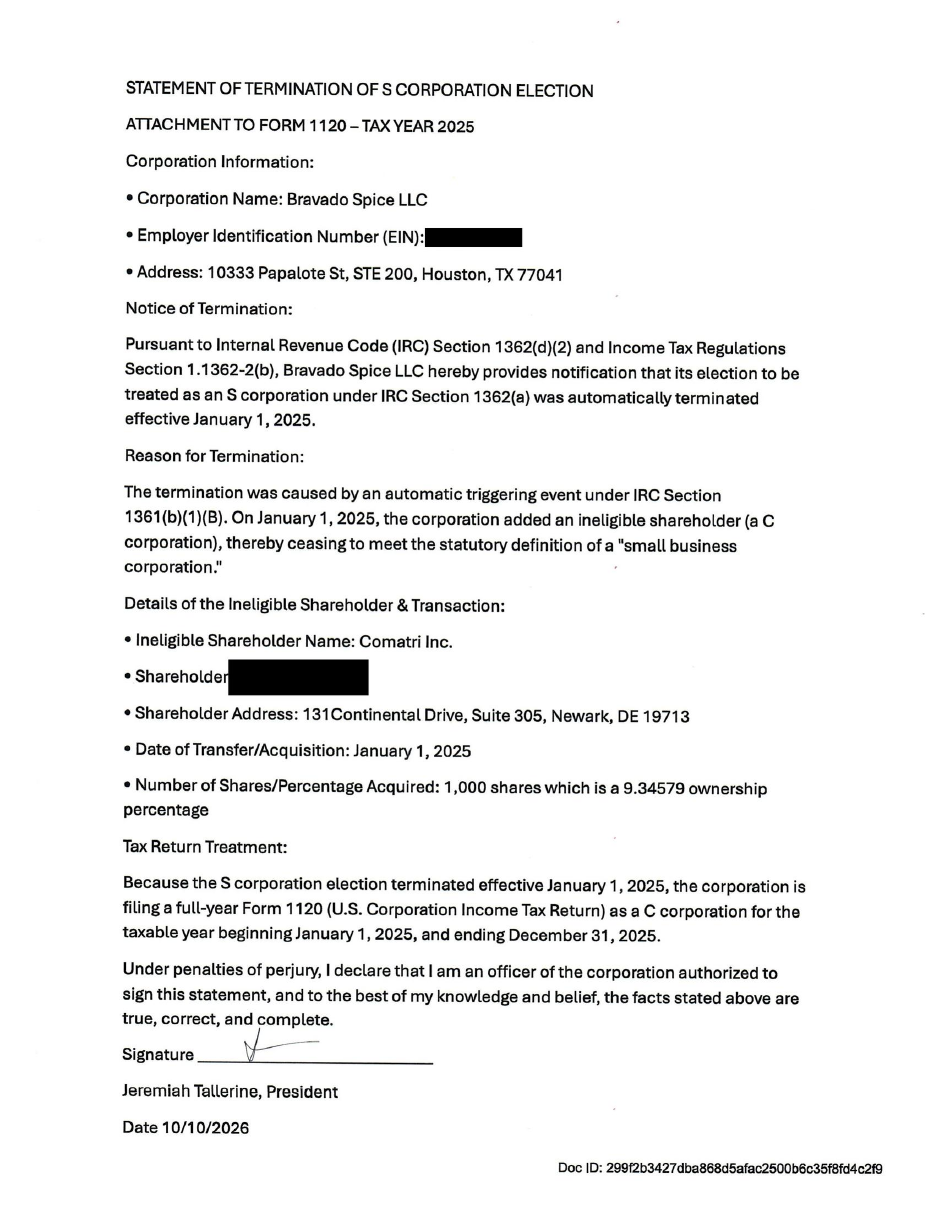 STATEMENT OF TERMINATION OF S CORPORATION ELECTION
ATTACHMENT TO FORM 1120 – TAX YEAR 2025
Corporation Information:
• Corporation Name: Bravado Spice LLC
• Employer Identification Number (EIN):
• Address: 10333 Papalote St, STE 200, Houston, TX 77041
Notice of Termination:
Pursuant to Internal Revenue Code (IRC) Section 1362(d)(2) and Income Tax Regulations
Section 1.1362-2(b), Bravado Spice LLC hereby provides notification that its election to be
treated as an S corporation under IRC Section 1362(a) was automatically terminated
effective January 1, 2025.
Reason for Termination:
The termination was caused by an automatic triggering event under IRC Section
1361(b)(1)(B). On January 1, 2025, the corporation added an ineligible shareholder (a C
corporation), thereby ceasing to meet the statutory definition of a "small business
corporation."
Details of the Ineligible Shareholder & Transaction:
• Ineligible Shareholder Name: Comatri Inc.
• Shareholder
• Shareholder Address: 131Continental Drive, Suite 305, Newark, DE 19713
• Date of Transfer/Acquisition: January 1, 2025
• Number of Shares/Percentage Acquired: 1,000 shares which is a 9.34579 ownership
percentage
Tax Return Treatment:
Because the S corporation election terminated effective January 1, 2025, the corporation is
filing a full-year Form 1120 (U.S. Corporation Income Tax Return) as a C corporation for the
taxable year beginning January 1, 2025, and ending December 31, 2025.
Under penalties of perjury, I declare that I am an officer of the corporation authorized to
sign this statement, and to the best of my knowledge and belief, the facts stated above are
true, correct, and complete.
Signature
Jeremiah Tallerine, President
Date 10/10/2026
Doc ID: 299f2b3427dba868d5afac2500b6c35f8fd4c2f9